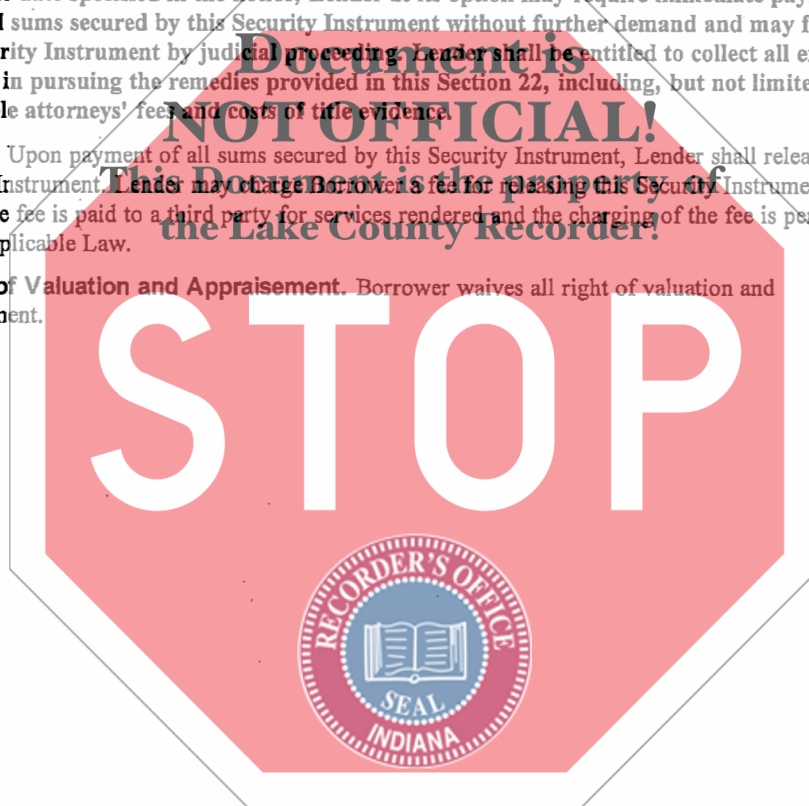 sums secured by this Security Instrument without further demand and may
rity Instrument by judicial proceeding. Lender shall be entitled to collect all
in pursuing the remedies provided in this Section 22, including, but not limite
le attorneys' fees and costs of title evidence.
Document is
NOT OFFICIAL!
This Document is the property of
the Lake County Recorder!
Upon payment of all sums secured by this Security Instrument, Lender shall relea
nstrument. Lender may charge Borrower a fee for releasing this Security Instrume
e fee is paid to a third party for services rendered and the charging of the fee is per
plicable Law.
of Valuation and Appraisement. Borrower waives all right of valuation and
ent.
STOP
RECORDER'S OFFICE
SEAL
INDIANA